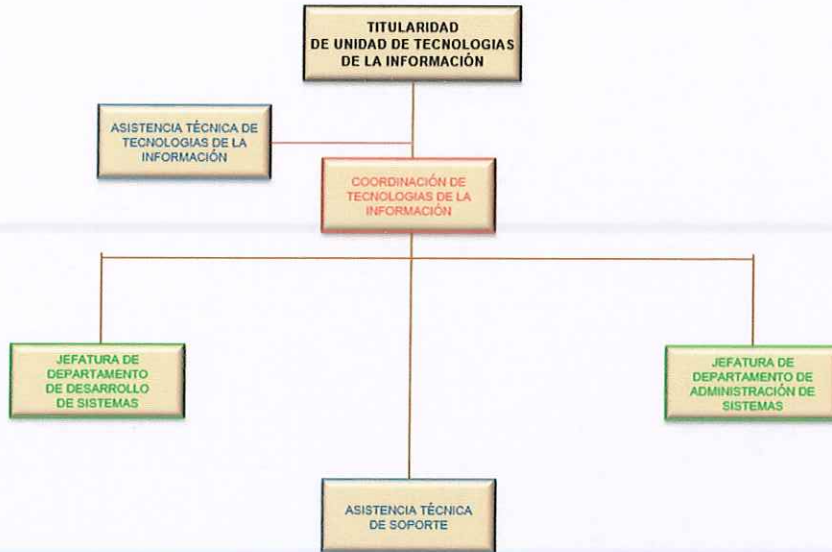 TITULARIDAD
DE UNIDAD DE TECNOLOGIAS
DE LA INFORMACIÓN
ASISTENCIA TÉCNICA DE
TECNOLOGIAS DE LA
INFORMACIÓN
COORDINACIÓN DE
TECNOLOGIAS DE LA
INFORMACIÓN
JEFATURA DE
DEPARTAMENTO
DE DESARROLLO
DE SISTEMAS
JEFATURA DE
DEPARTAMENTO DE
ADMINISTRACIÓN DE
SISTEMAS
ASISTENCIA TÉCNICA
DE SOPORTE